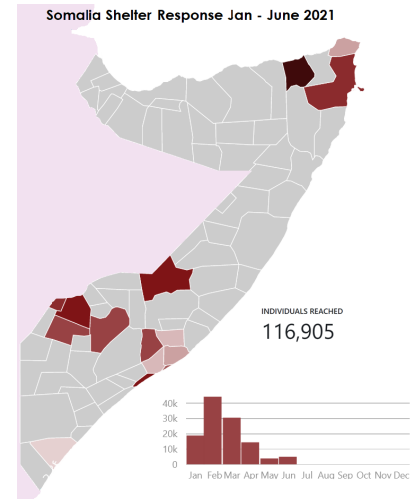 Somalia Shelter Response Jan - June 2021
INDIVIDUALS REACHED
116,905
40k
30k
20k
10k
0
Jan Feb Mar Apr May Jun Jul Aug Sep Oct Nov Dec